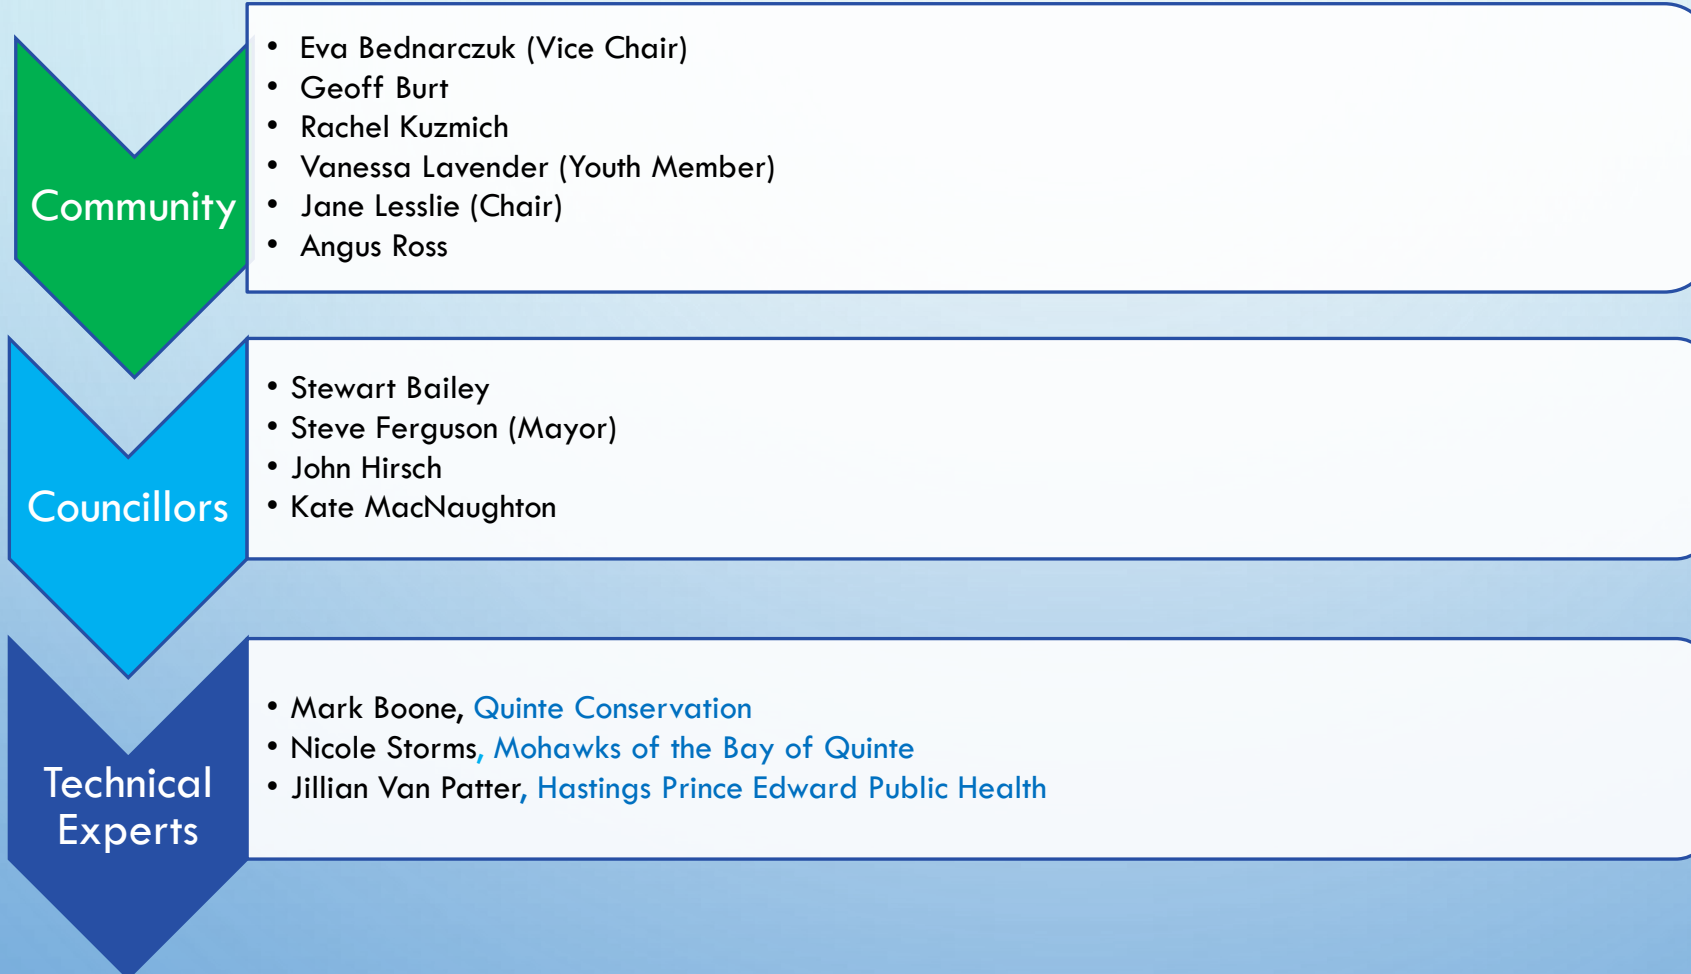 Community
• Eva Bednarczuk (Vice Chair)
• Geoff Burt
• Rachel Kuzmich
• Vanessa Lavender (Youth Member)
• Jane Lesslie (Chair)
• Angus Ross
Councillors
• Stewart Bailey
• Steve Ferguson (Mayor)
• John Hirsch
• Kate MacNaughton
Technical
Experts
• Mark Boone, Quinte Conservation
• Nicole Storms, Mohawks of the Bay of Quinte
• Jillian Van Patter, Hastings Prince Edward Public Health